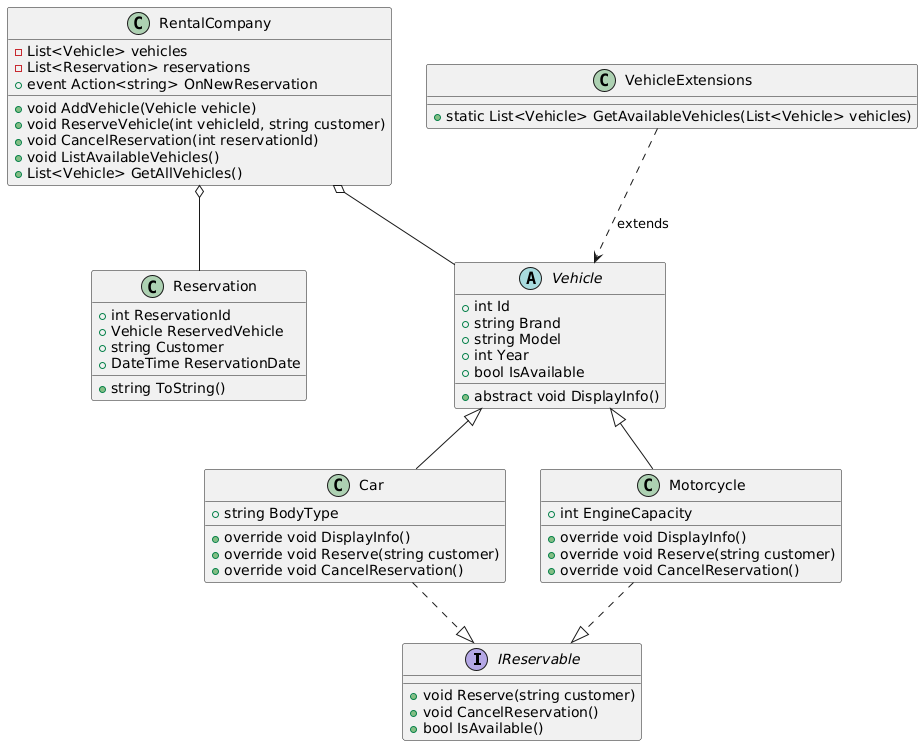 C RentalCompany
List<Vehicle> vehicles
List<Reservation> reservations
event Action<string> OnNewReservation
void AddVehicle(Vehicle vehicle)
void ReserveVehicle(int vehicleId, string customer)
void CancelReservation(int reservationId)
void ListAvailableVehicles()
List<Vehicle> GetAllVehicles()
C VehicleExtensions
static List<Vehicle> GetAvailableVehicles(List<Vehicle> vehicles)
extends
C Reservation
int ReservationId
Vehicle ReservedVehicle
string Customer
DateTime ReservationDate
string ToString()
A Vehicle
int Id
string Brand
string Model
int Year
bool IsAvailable
abstract void DisplayInfo()
C Car
string BodyType
override void DisplayInfo()
override void Reserve(string customer)
override void CancelReservation()
C Motorcycle
int EngineCapacity
override void DisplayInfo()
override void Reserve(string customer)
override void CancelReservation()
I IReservable
void Reserve(string customer)
void CancelReservation()
bool IsAvailable()